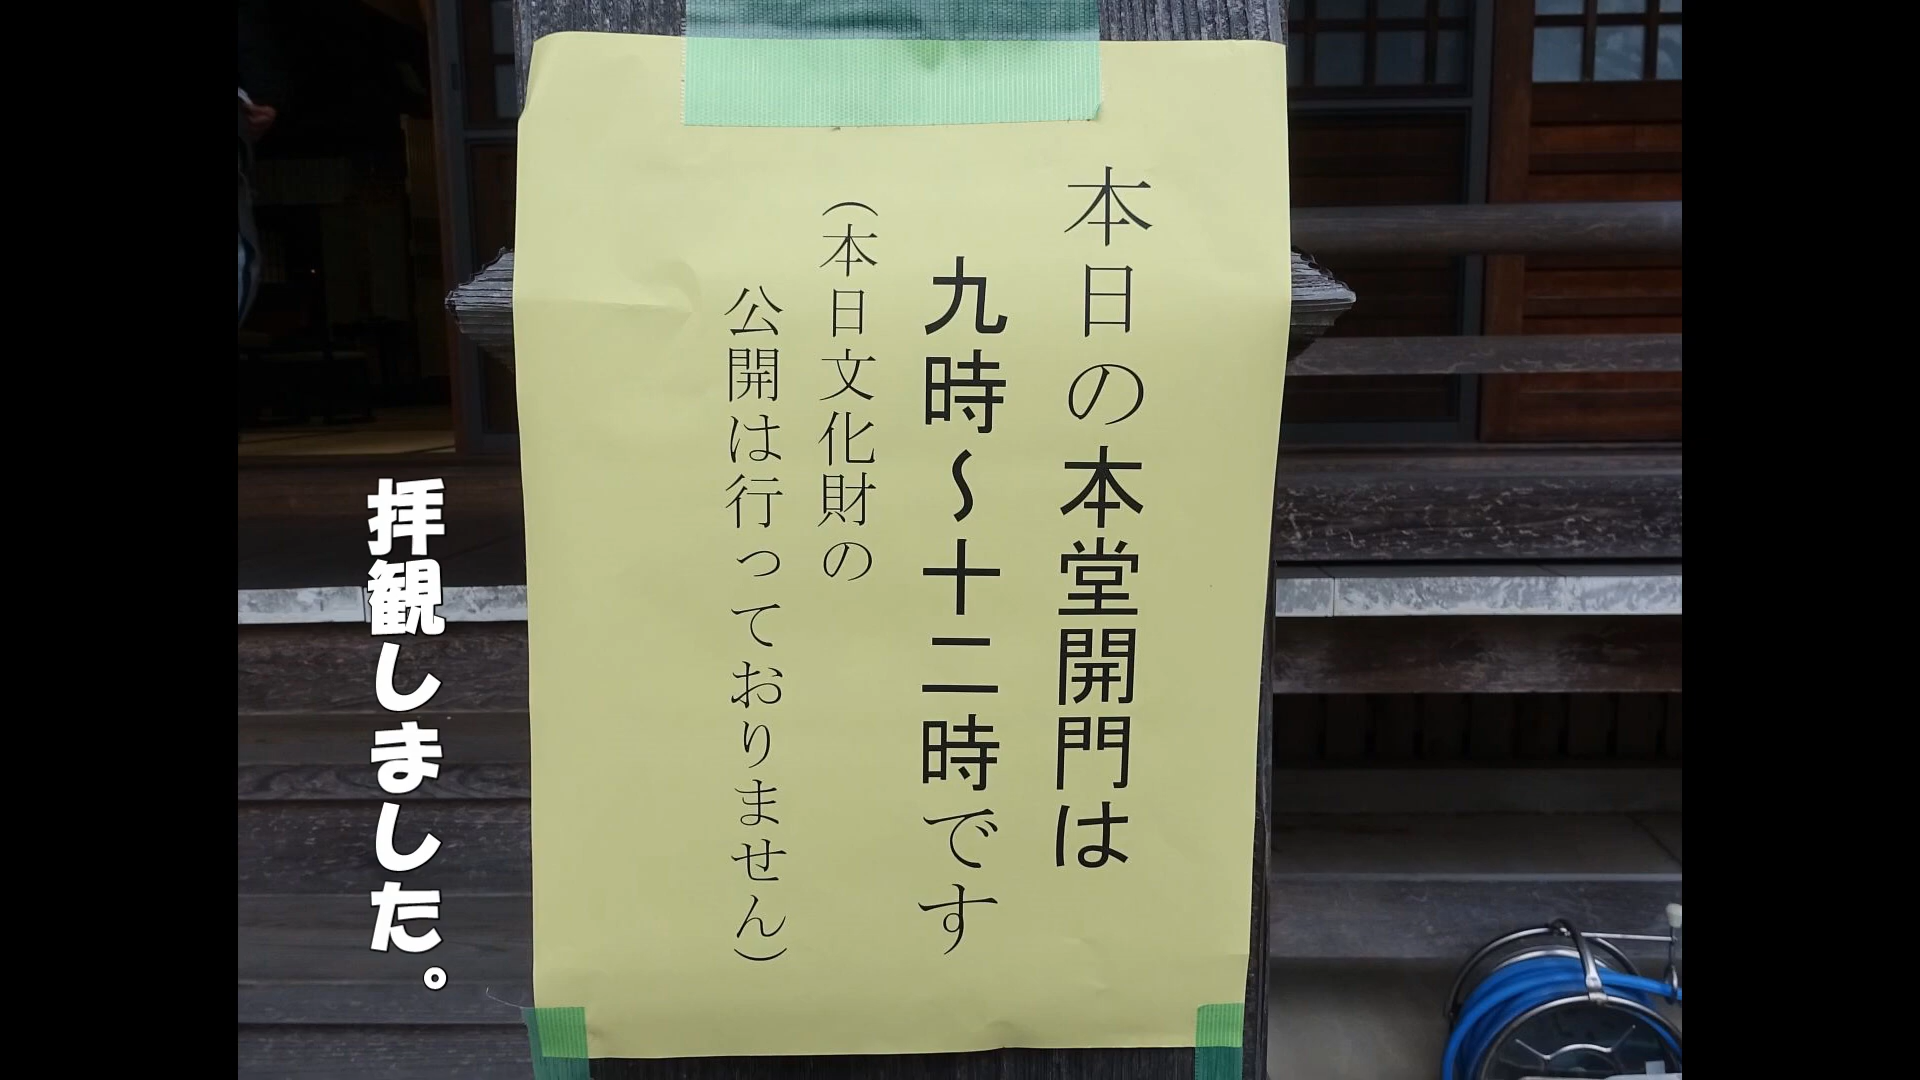 本日の本堂開門は
九時～十二時です
（本日文化財の
公開は行っておりません）
拝観しました。